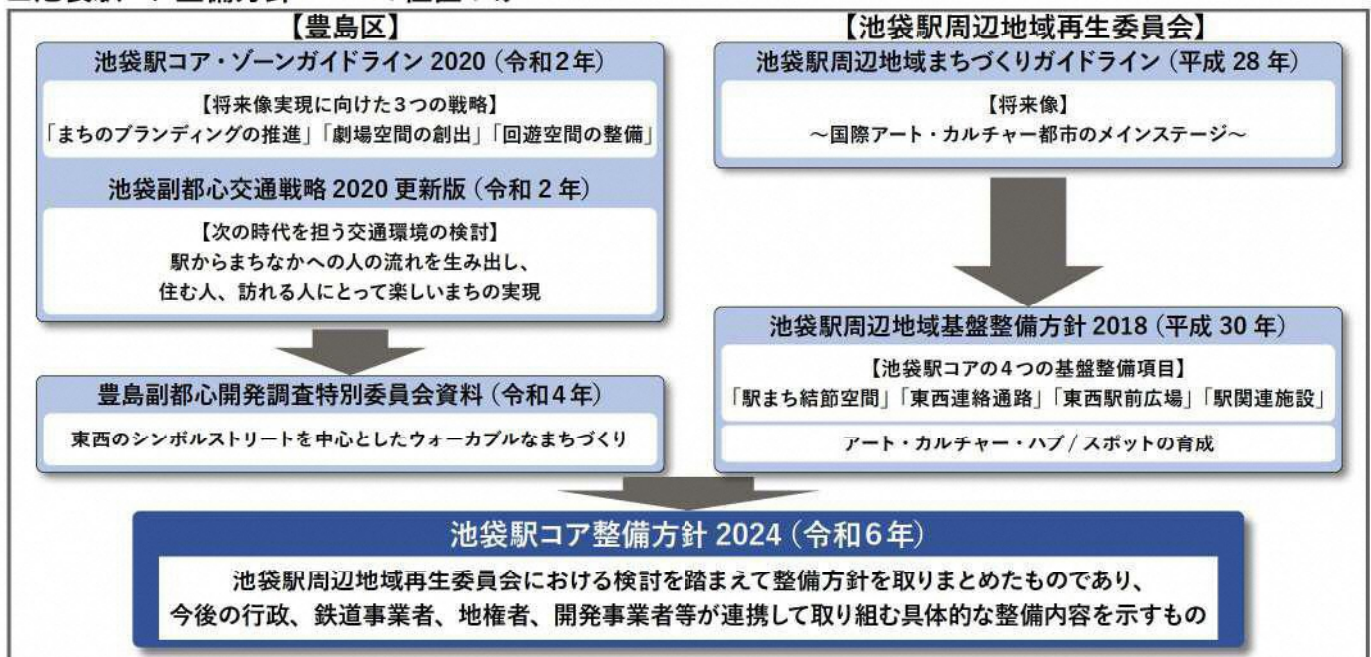 【豊島区】
池袋駅コア・ゾーンガイドライン 2020（令和2年）
【将来像実現に向けた3つの戦略】
「まちのブランディングの推進」「劇場空間の創出」「回遊空間の整備」
池袋副都心交通戦略 2020 更新版（令和 2 年）
【次の時代を担う交通環境の検討】
駅からまちなかへの人の流れを生み出し、
住む人、訪れる人にとって楽しいまちの実現
豊島副都心開発調査特別委員会資料（令和4年）
東西のシンボルストリートを中心としたウォーカブルなまちづくり
【池袋駅周辺地域再生委員会】
池袋駅周辺地域まちづくりガイドライン（平成 28 年）
【将来像】
～国際アート・カルチャー都市のメインステージ～
池袋駅周辺地域基盤整備方針 2018（平成 30 年）
【池袋駅コアの4つの基盤整備項目】
「駅まち結節空間」「東西連絡通路」「東西駅前広場」「駅関連施設」
アート・カルチャー・ハブ / スポットの育成
池袋駅コア整備方針 2024（令和6年）
池袋駅周辺地域再生委員会における検討を踏まえて整備方針を取りまとめたものであり、
今後の行政、鉄道事業者、地権者、開発事業者等が連携して取り組む具体的な整備内容を示すもの